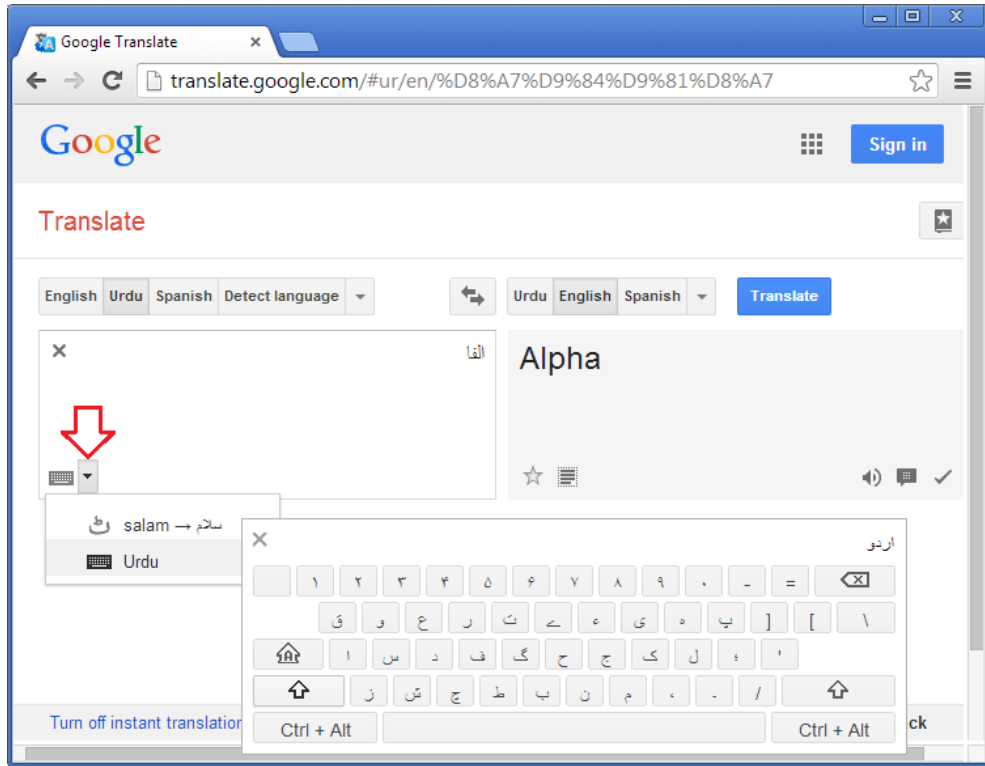 Google Translate
translate.google.com/#ur/en/%D8%A7%D9%84%D9%81%D8%A7
Google
Sign in
Translate
English Urdu Spanish Detect language
Urdu English Spanish
Translate
الفا
Alpha
salam → سلام
Urdu
اردو
۱ ۲ ۳ ۴ ۵ ۶ ۷ ۸ ۹ ۰ - =
ق و ع ر ت ے ء ی ہ پ ] [ \
ا س د ف گ ح ج ک ل ؛ '
ز ش چ ط ب ن م ، ۔ /
Ctrl + Alt Ctrl + Alt
Turn off instant translation